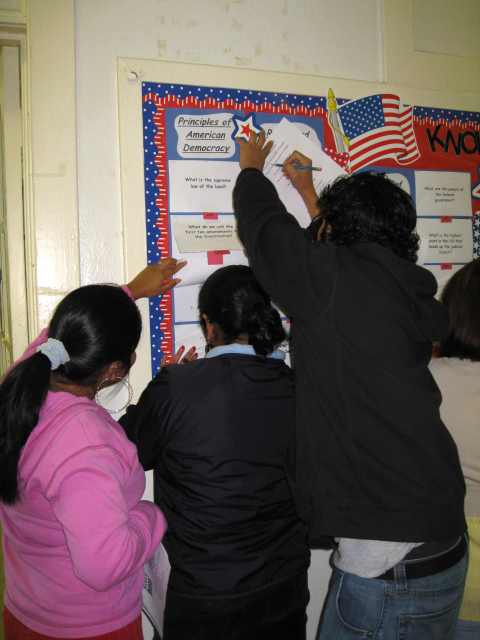 Principles of
American
Democracy
What is the supreme
law of the land?
What do we call the
first ten amendments to
the Constitution?
KNO
What are the powers of
the federal
government?
What is the highest
court in the US that
heads up the judicial
branch?